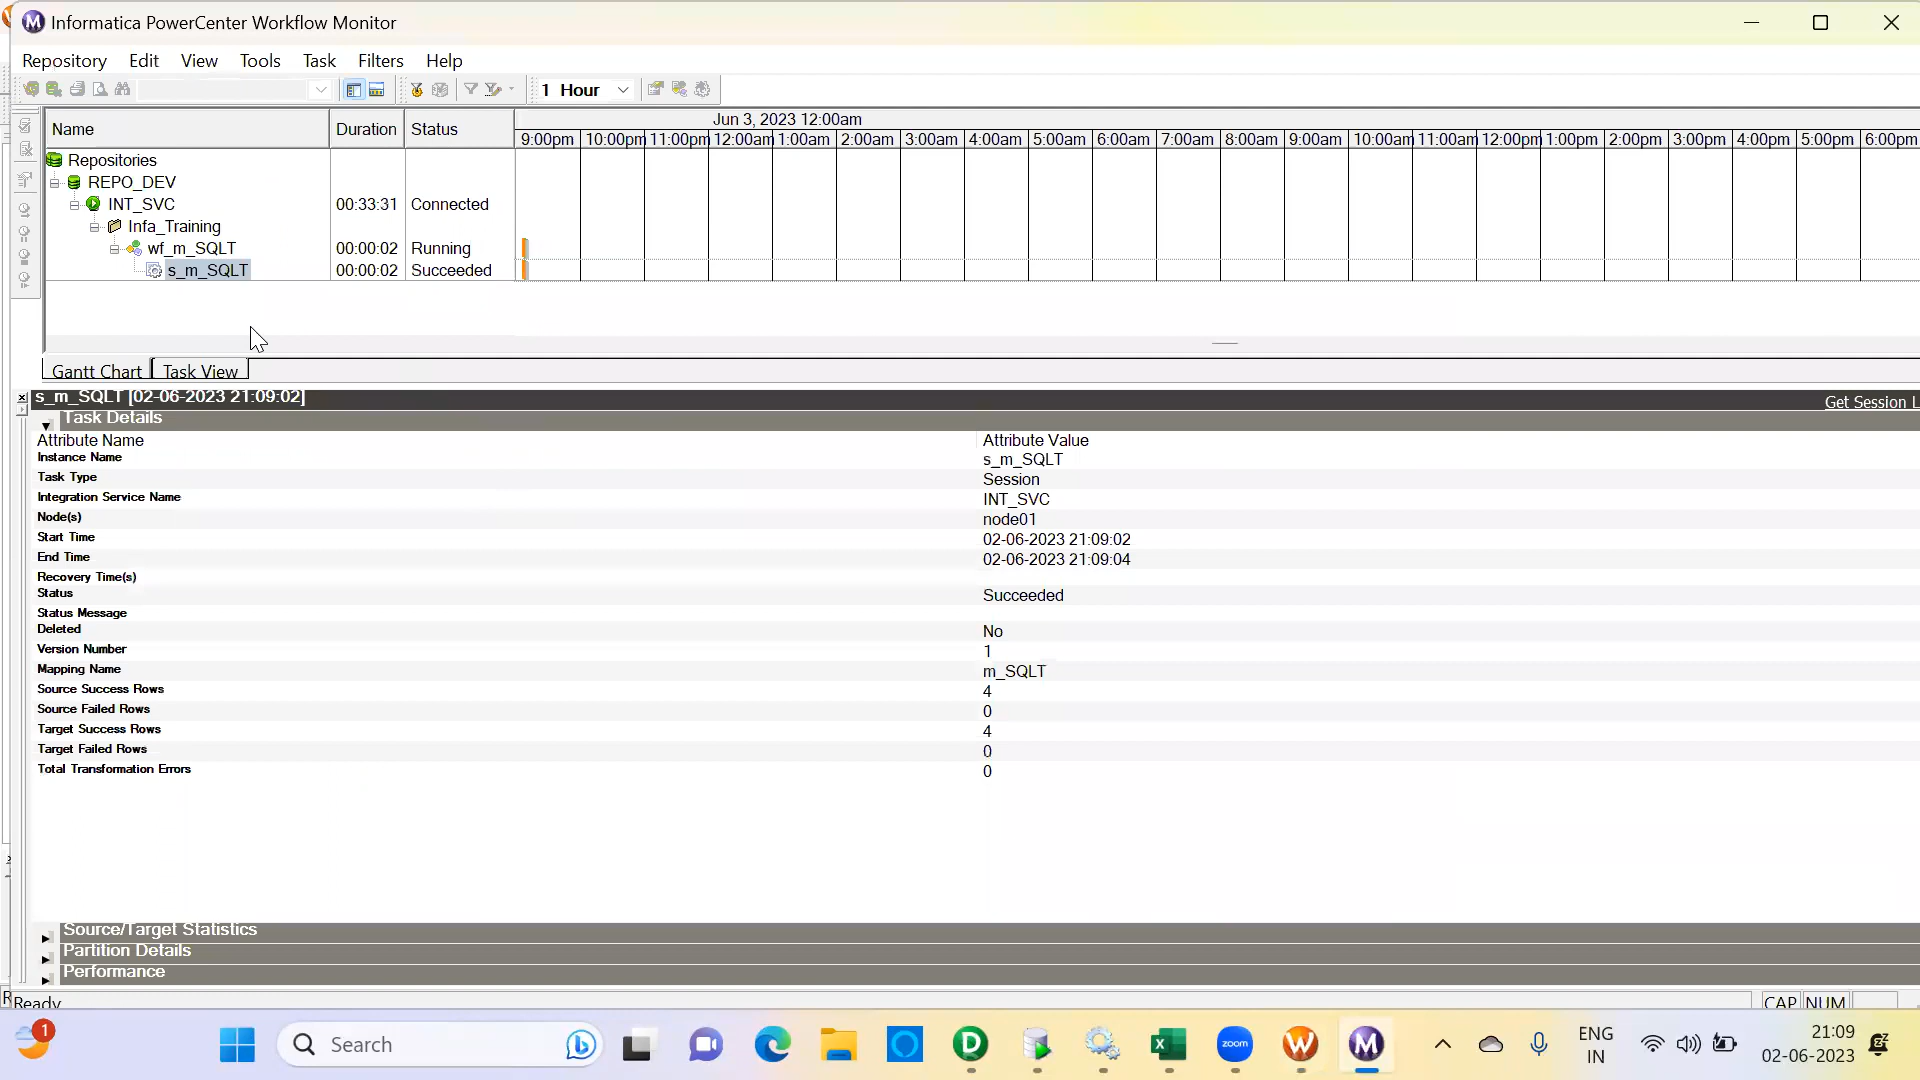 Informatica PowerCenter Workflow Monitor
Repository Edit View Tools Task Filters Help
1 Hour
Name Duration Status
Jun 3, 2023 12:00am
9:00pm 10:00pm 11:00pm 12:00am 1:00am 2:00am 3:00am 4:00am 5:00am 6:00am 7:00am 8:00am 9:00am 10:00am 11:00am 12:00pm 1:00pm 2:00pm 3:00pm 4:00pm 5:00pm 6:00pm
Repositories
REPO_DEV
INT_SVC 00:33:31 Connected
Infa_Training
wf_m_SQLT 00:00:02 Running
s_m_SQLT 00:00:02 Succeeded
Gantt Chart Task View
s_m_SQLT [02-06-2023 21:09:02]
Get Session L
Task Details
Attribute Name Attribute Value
Instance Name s_m_SQLT
Task Type Session
Integration Service Name INT_SVC
Node(s) node01
Start Time 02-06-2023 21:09:02
End Time 02-06-2023 21:09:04
Recovery Time(s)
Status Succeeded
Status Message
Deleted No
Version Number 1
Mapping Name m_SQLT
Source Success Rows 4
Source Failed Rows 0
Target Success Rows 4
Target Failed Rows 0
Total Transformation Errors 0
Source/Target Statistics
Partition Details
Performance
Ready
CAP NUM
1
Search
zoom
ENG
IN
21:09
02-06-2023